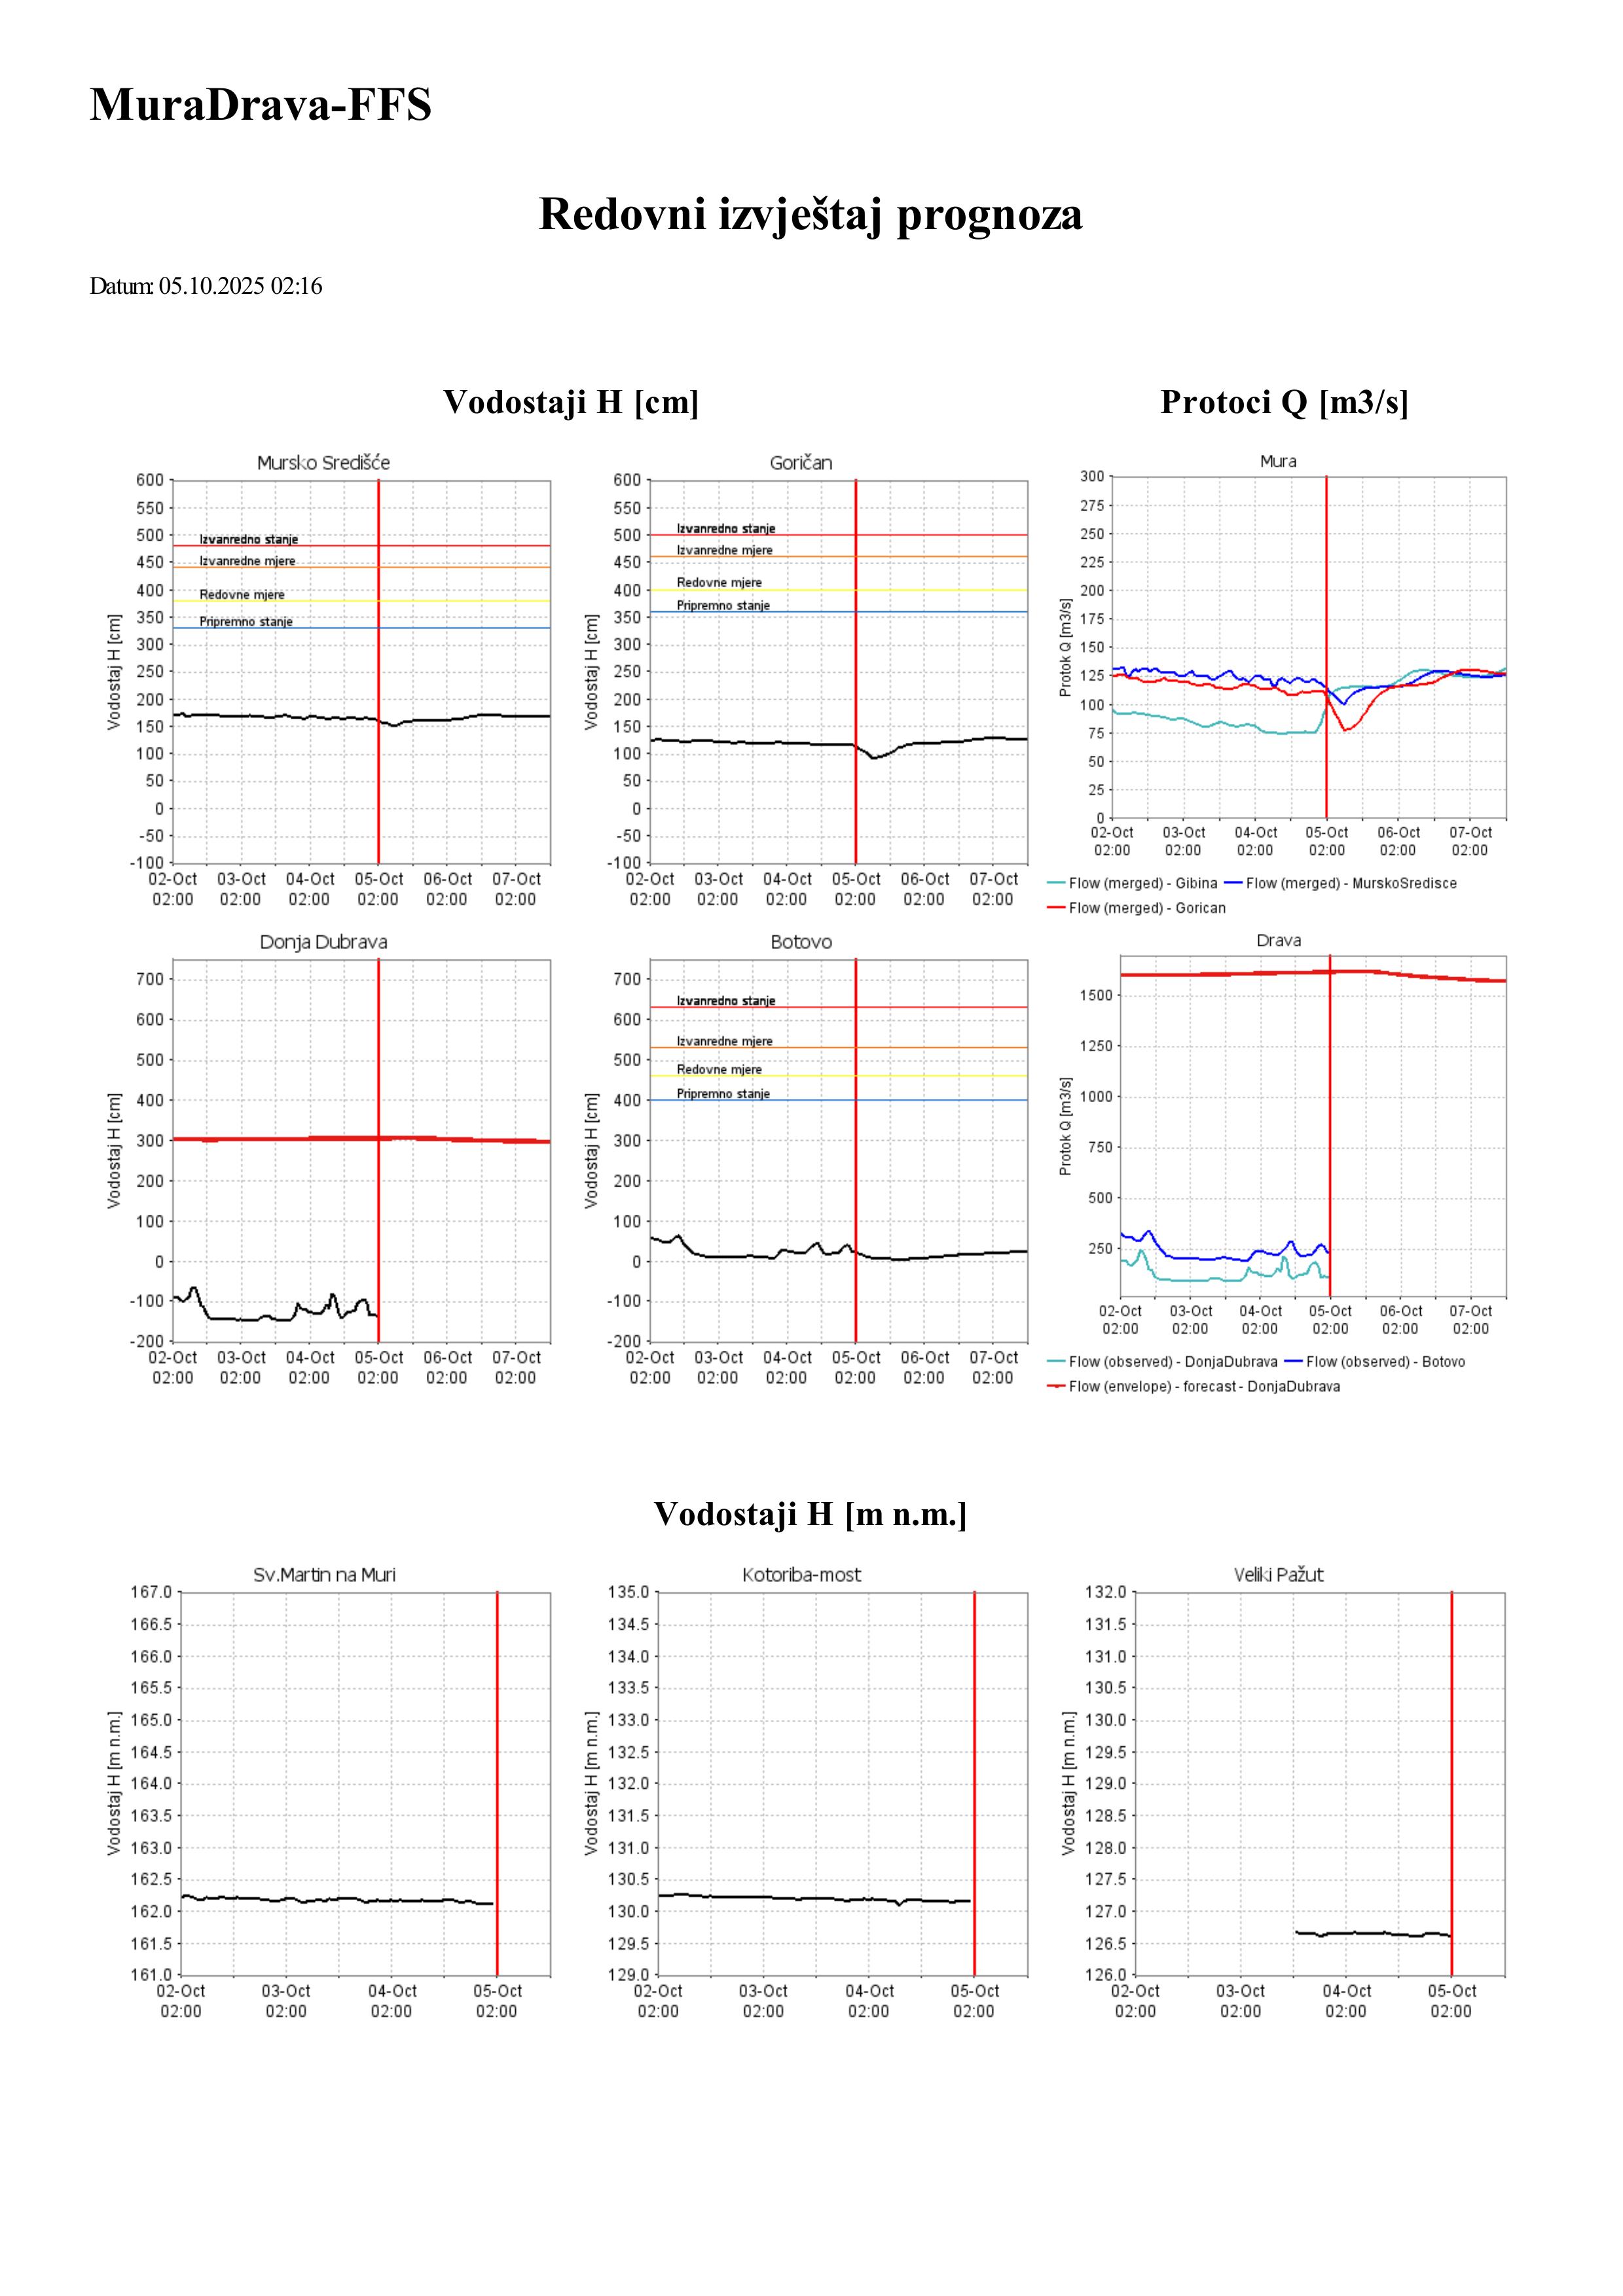 MuraDrava-FFS
Redovni izvještaj prognoza
Datum: 05.10.2025 02:16
Vodostaji H [cm]
Protoci Q [m3/s]
Mursko Središće
600
550
500
450
400
350
300
250
200
150
100
50
0
-50
-100
Vodostaj H [cm]
Izvanredno stanje
Izvanredne mjere
Redovne mjere
Pripremno stanje
02-Oct 03-Oct 04-Oct 05-Oct 06-Oct 07-Oct
02:00 02:00 02:00 02:00 02:00 02:00
Goričan
600
550
500
450
400
350
300
250
200
150
100
50
0
-50
-100
Vodostaj H [cm]
Izvanredno stanje
Izvanredne mjere
Redovne mjere
Pripremno stanje
02-Oct 03-Oct 04-Oct 05-Oct 06-Oct 07-Oct
02:00 02:00 02:00 02:00 02:00 02:00
Mura
300
275
250
225
200
175
150
125
100
75
50
25
0
Protok Q [m3/s]
02-Oct 03-Oct 04-Oct 05-Oct 06-Oct 07-Oct
02:00 02:00 02:00 02:00 02:00 02:00
Flow (merged) - Gibina Flow (merged) - MurskoSredisce
Flow (merged) - Gorican
Donja Dubrava
700
600
500
400
300
200
100
0
-100
-200
Vodostaj H [cm]
02-Oct 03-Oct 04-Oct 05-Oct 06-Oct 07-Oct
02:00 02:00 02:00 02:00 02:00 02:00
Botovo
700
600
500
400
300
200
100
0
-100
-200
Vodostaj H [cm]
Izvanredno stanje
Izvanredne mjere
Redovne mjere
Pripremno stanje
02-Oct 03-Oct 04-Oct 05-Oct 06-Oct 07-Oct
02:00 02:00 02:00 02:00 02:00 02:00
Drava
1500
1250
1000
750
500
250
Protok Q [m3/s]
02-Oct 03-Oct 04-Oct 05-Oct 06-Oct 07-Oct
02:00 02:00 02:00 02:00 02:00 02:00
Flow (observed) - DonjaDubrava Flow (observed) - Botovo
Flow (envelope) - forecast - DonjaDubrava
Vodostaji H [m n.m.]
Sv.Martin na Muri
167.0
166.5
166.0
165.5
165.0
164.5
164.0
163.5
163.0
162.5
162.0
161.5
161.0
Vodostaj H [m n.m.]
02-Oct 03-Oct 04-Oct 05-Oct
02:00 02:00 02:00 02:00
Kotoriba-most
135.0
134.5
134.0
133.5
133.0
132.5
132.0
131.5
131.0
130.5
130.0
129.5
129.0
Vodostaj H [m n.m.]
02-Oct 03-Oct 04-Oct 05-Oct
02:00 02:00 02:00 02:00
Veliki Pažut
132.0
131.5
131.0
130.5
130.0
129.5
129.0
128.5
128.0
127.5
127.0
126.5
126.0
Vodostaj H [m n.m.]
02-Oct 03-Oct 04-Oct 05-Oct
02:00 02:00 02:00 02:00